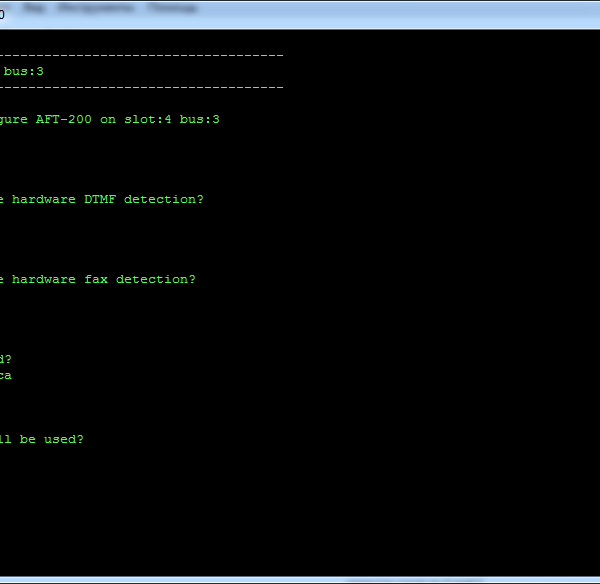 Вид Инструменты Помощь
0
------------------------------------
bus:3
------------------------------------
gure AFT-200 on slot:4 bus:3
e hardware DTMF detection?
e hardware fax detection?
d?
ca
ll be used?